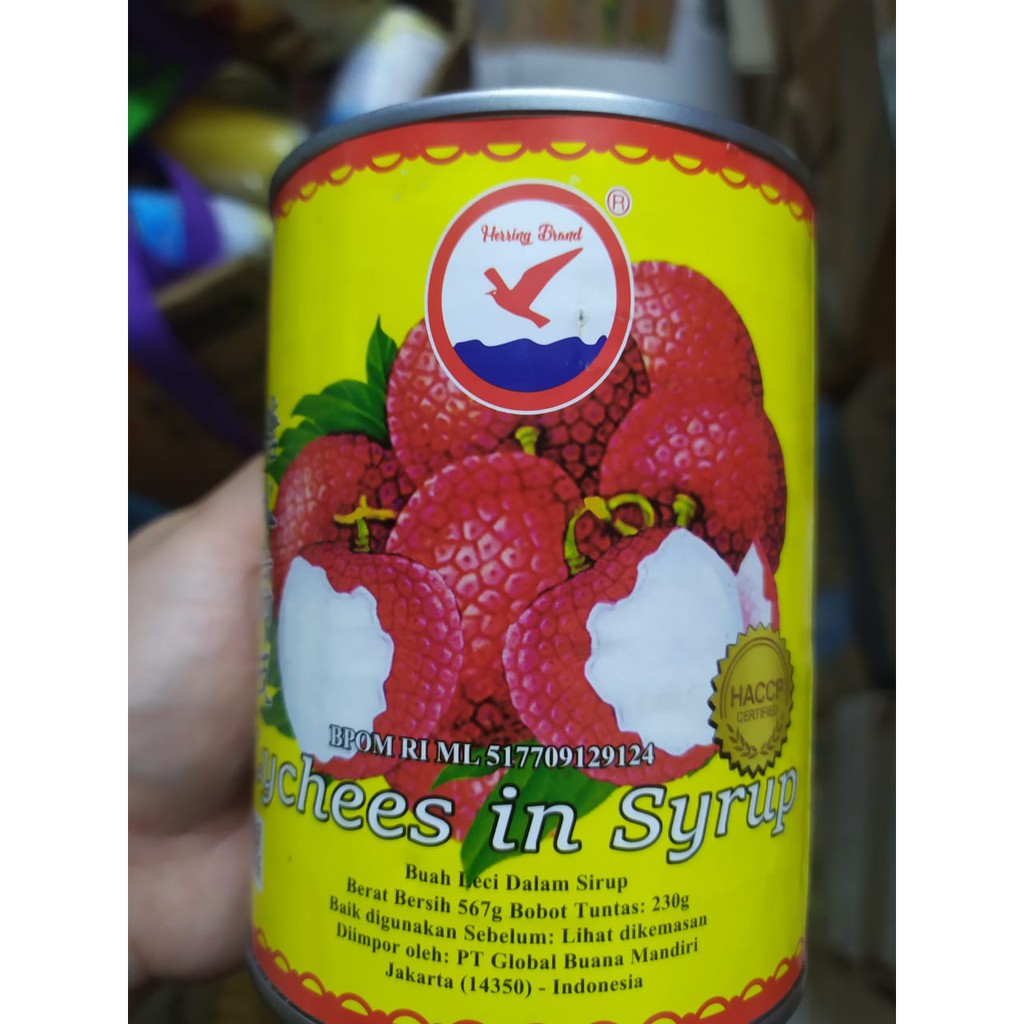 ®
Herring Brand
HACCP
CERTIFIED
BPOM RI ML 517709129124
Lychees in Syrup
Buah Leci Dalam Sirup
Berat Bersih 567g Bobot Tuntas: 230g
Baik digunakan Sebelum: Lihat dikemasan
Diimpor oleh: PT Global Buana Mandiri
Jakarta (14350) - Indonesia